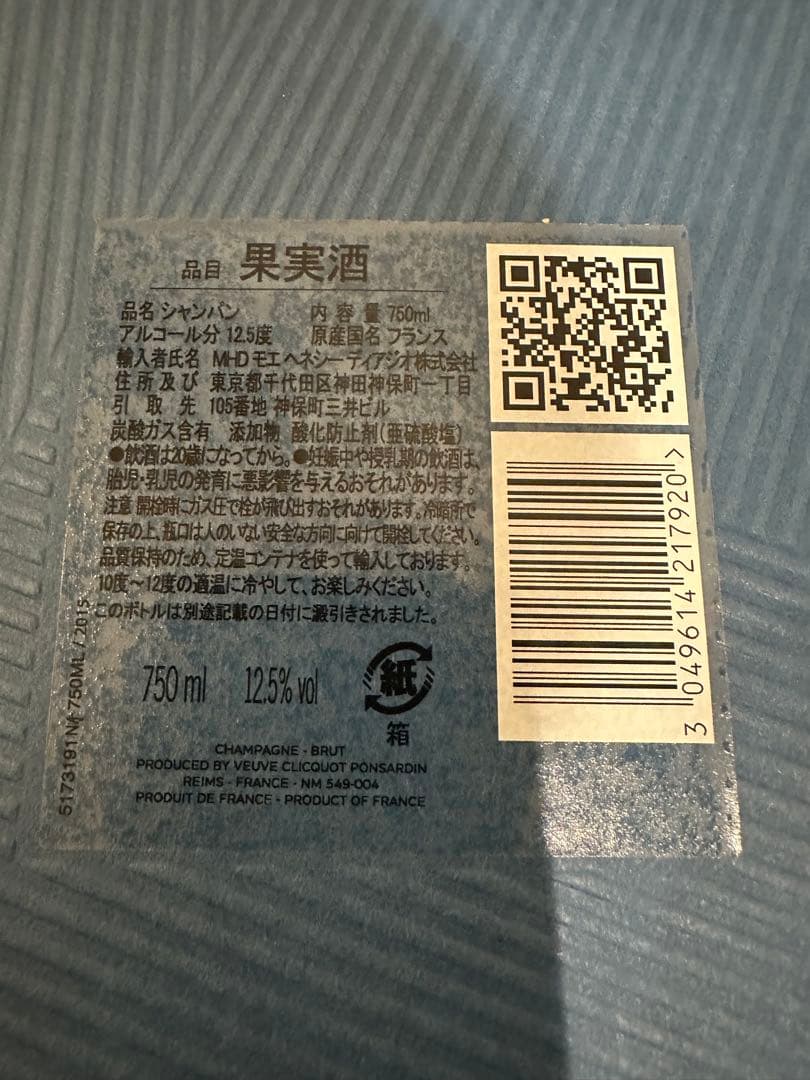 品目 果実酒
品名 シャンパン 内容量 750ml
アルコール分 12.5度 原産国名 フランス
輸入者氏名 MHD モエ ヘネシー ディアジオ株式会社
住所及び 東京都千代田区神田神保町一丁目
引取先 105番地 神保町三井ビル
炭酸ガス含有 添加物 酸化防止剤(亜硫酸塩)
●飲酒は20歳になってから。●妊娠中や授乳期の飲酒は、
胎児・乳児の発育に悪影響を与えるおそれがあります。
注意 開栓時にガス圧で栓が飛び出すおそれがあります。冷暗所で
保存の上、瓶口は人のいない安全な方向に向けて開栓してください。
品質保持のため、定温コンテナを使って輸入しております。
10度〜12度の適温に冷やして、お楽しみください。
このボトルは別途記載の日付に澱引きされました。
750 ml 12.5% vol
紙
箱
CHAMPAGNE - BRUT
PRODUCED BY VEUVE CLICQUOT PONSARDIN
REIMS - FRANCE - NM 549-004
PRODUIT DE FRANCE - PRODUCT OF FRANCE
750ML / 2015
3 049614 217920 >